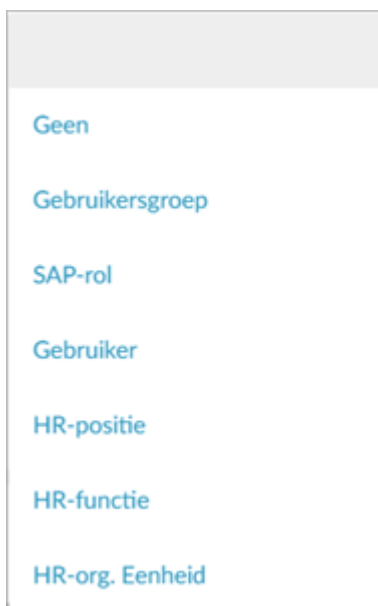 Geen
Gebruikersgroep
SAP-rol
Gebruiker
HR-positie
HR-functie
HR-org. Eenheid